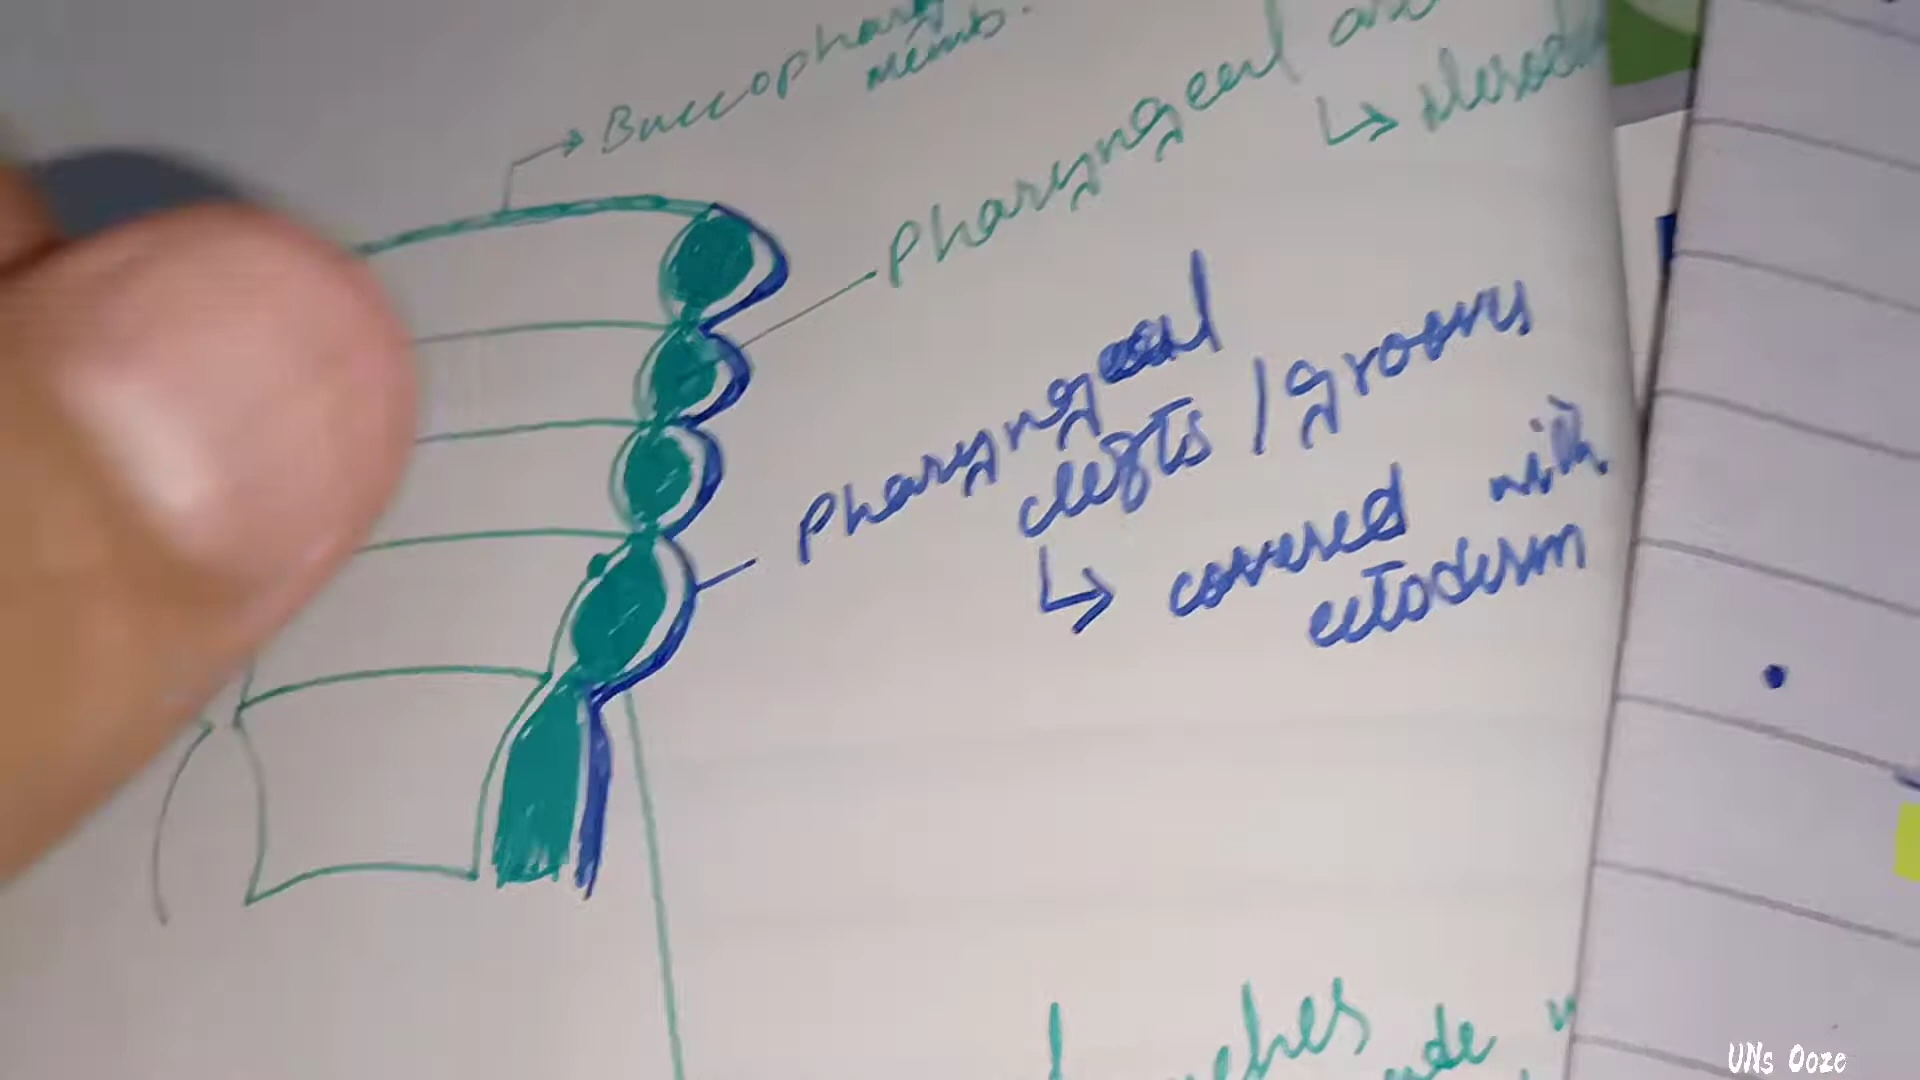 Buccophary
memb.
Pharyngeal
↳
Pharyngeal
clefts / grooves
↳ covered with
ectoderm
UNs Ooze